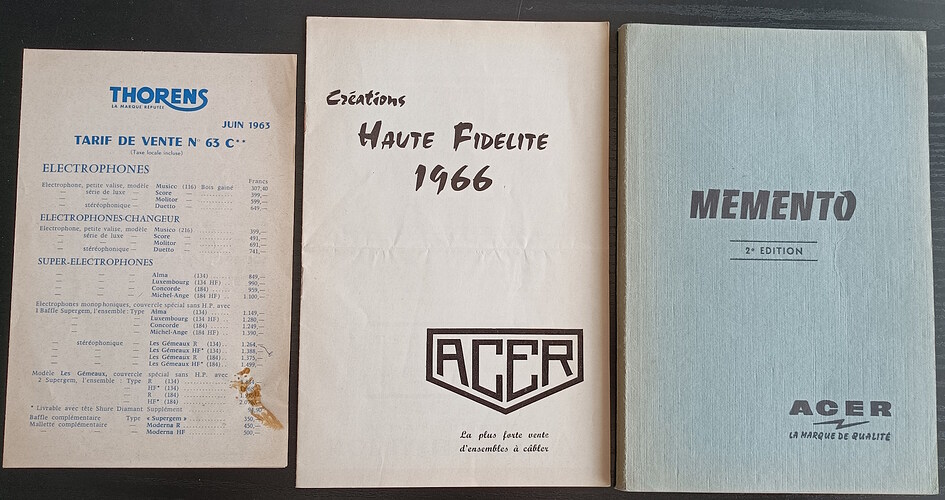 THORENS
LA MARQUE RÉPUTÉE
JUIN 1963
TARIF DE VENTE N° 63 C**
(Taxe locale incluse)
ELECTROPHONES
Francs
Electrophone, petite valise, modèle Musico (116) Bois gainé 307,40
— série de luxe — Score 399,—
— — — Molitor 599,—
— stéréophonique — Duetto 649,—
ELECTROPHONES-CHANGEUR
Electrophone, petite valise, modèle Musico (216) 399,—
— série de luxe — Score 491,—
— — — Molitor 691,—
— stéréophonique — Duetto 741,—
SUPER-ELECTROPHONES
— — — Alma (134) 849,—
— — — Luxembourg (134 HF) 990,—
— — — Concorde (184) 959,—
— — — Michel-Ange (184 HF) 1.100,—
Electrophones monophoniques, couvercle spécial sans H.P. avec
1 Baffle Supergem, l'ensemble : Type Alma (134) 1.149,—
— — — Luxembourg (134 HF) 1.280,—
— — — Concorde (184) 1.249,—
— — — Michel-Ange (184 HF) 1.390,—
— stéréophonique — Les Gémeaux R (134) 1.264,—
— — — Les Gémeaux HF* (134) 1.388,—
— — — Les Gémeaux R (184) 1.375,—
— — — Les Gémeaux HF* (184) 1.499,—
Modèle Les Gémeaux, couvercle spécial sans H.P. avec
2 Supergem, l'ensemble : Type R (134)
— — — HF* (134)
— — — R (184)
— — — HF* (184)
* Livrable avec tête Shure Diamant Supplément
Baffle complémentaire Type « Supergem » 350,—
Mallette complémentaire Moderna R 450,—
— — Moderna HF 500,—
Créations
HAUTE FIDELITE
1966
ACER
La plus forte vente
d'ensembles à câbler
MEMENTO
2e EDITION
ACER
LA MARQUE DE QUALITÉ